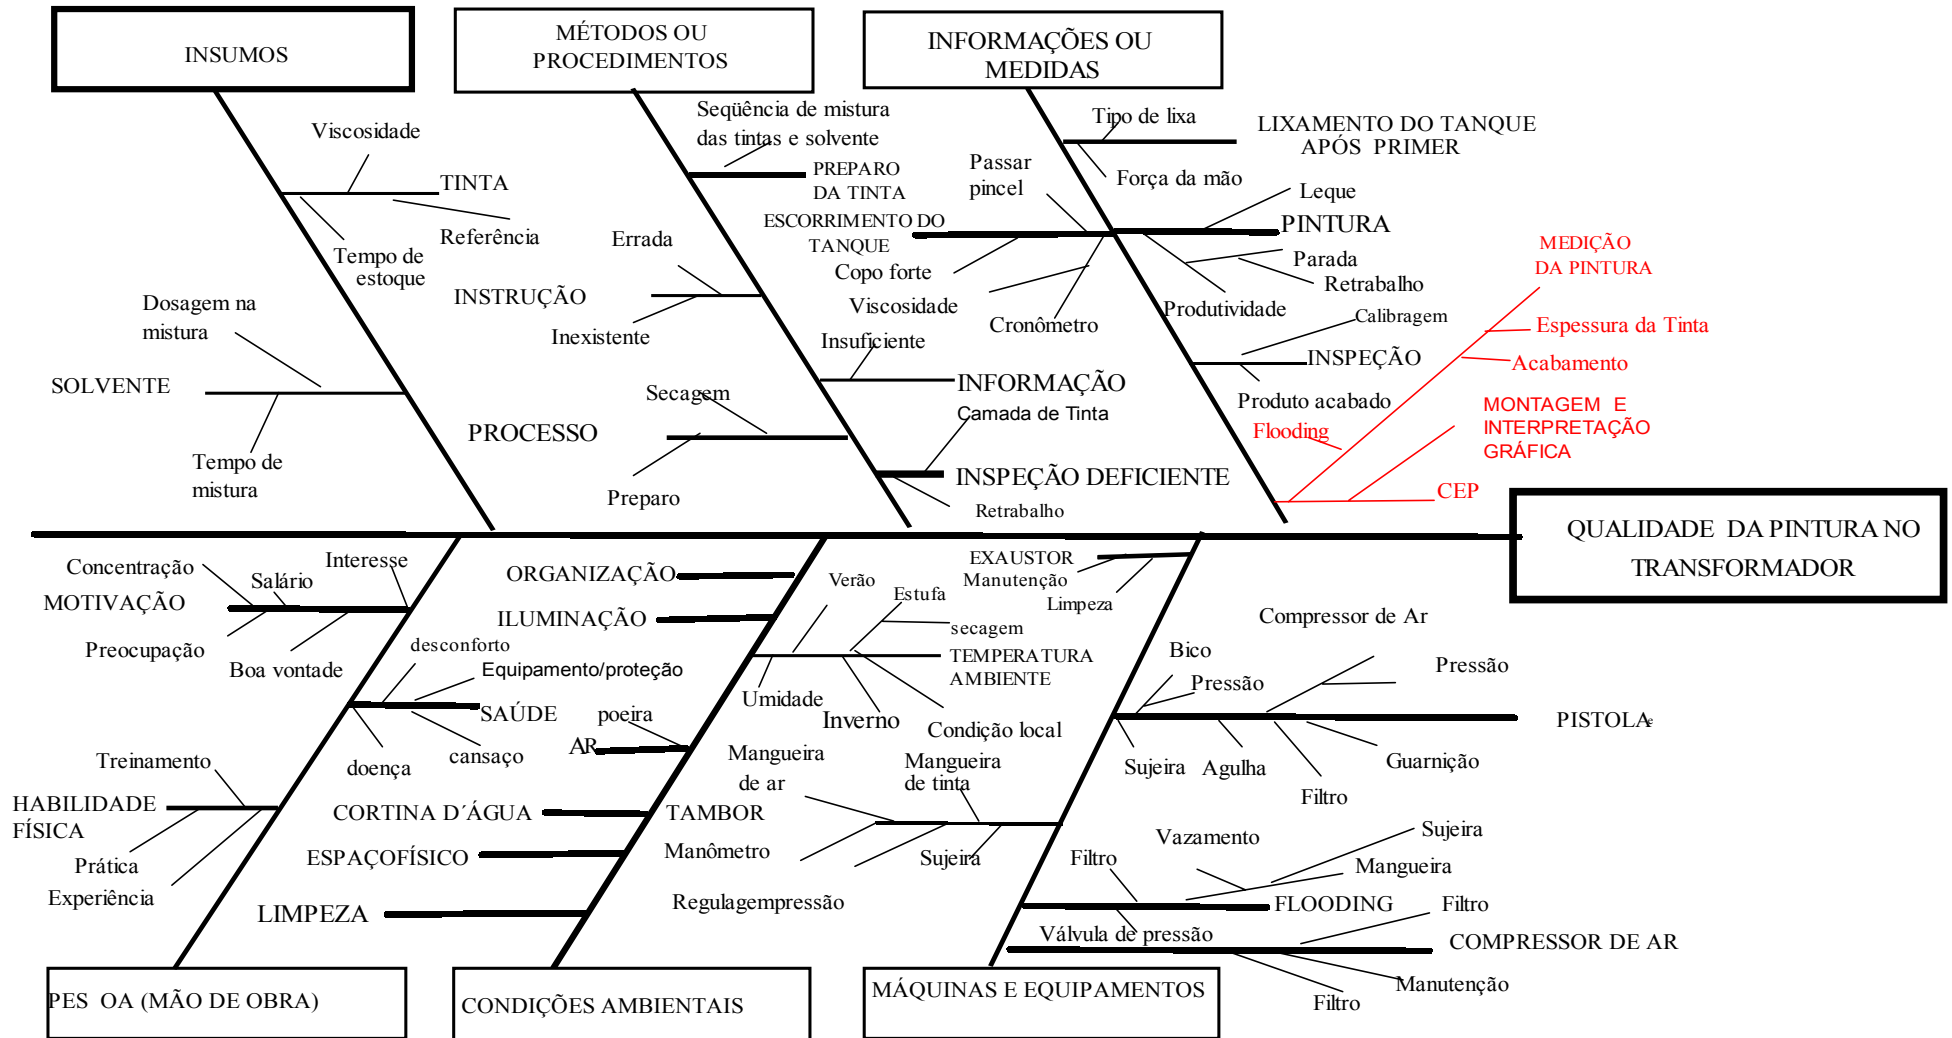 INSUMOS
MÉTODOS OU
PROCEDIMENTOS
INFORMAÇÕES OU
MEDIDAS
Viscosidade
TINTA
Referência
Tempo de
estoque
Dosagem na
mistura
SOLVENTE
Tempo de
mistura
Seqüência de mistura
das tintas e solvente
PREPARO
DA TINTA
Errada
INSTRUÇÃO
Inexistente
Insuficiente
INFORMAÇÃO
Secagem
PROCESSO
Preparo
Camada de Tinta
INSPEÇÃO DEFICIENTE
Retrabalho
Tipo de lixa
LIXAMENTO DO TANQUE
APÓS PRIMER
Força da mão
Passar
pincel
ESCORRIMENTO DO
TANQUE
Copo forte
Viscosidade
Cronômetro
Leque
PINTURA
Parada
Retrabalho
Produtividade
Calibragem
INSPEÇÃO
Produto acabado
MEDIÇÃO
DA PINTURA
Espessura da Tinta
Acabamento
Flooding
MONTAGEM E
INTERPRETAÇÃO
GRÁFICA
CEP
QUALIDADE DA PINTURA NO
TRANSFORMADOR
Concentração
Salário
Interesse
MOTIVAÇÃO
Preocupação
Boa vontade
desconforto
Equipamento/proteção
SAÚDE
doença
cansaço
Treinamento
HABILIDADE
FÍSICA
Prática
Experiência
ORGANIZAÇÃO
ILUMINAÇÃO
Verão
Estufa
secagem
TEMPERATURA
AMBIENTE
Umidade
Inverno
Condição local
poeira
AR
CORTINA D´ÁGUA
ESPAÇOFÍSICO
LIMPEZA
EXAUSTOR
Manutenção
Limpeza
Compressor de Ar
Bico
Pressão
Pressão
PISTOLAe
Sujeira
Agulha
Filtro
Guarnição
Mangueira
de ar
Mangueira
de tinta
TAMBOR
Manômetro
Sujeira
Regulagempressão
Vazamento
Sujeira
Filtro
Mangueira
FLOODING
Válvula de pressão
Filtro
COMPRESSOR DE AR
Manutenção
Filtro
PES OA (MÃO DE OBRA)
CONDIÇÕES AMBIENTAIS
MÁQUINAS E EQUIPAMENTOS